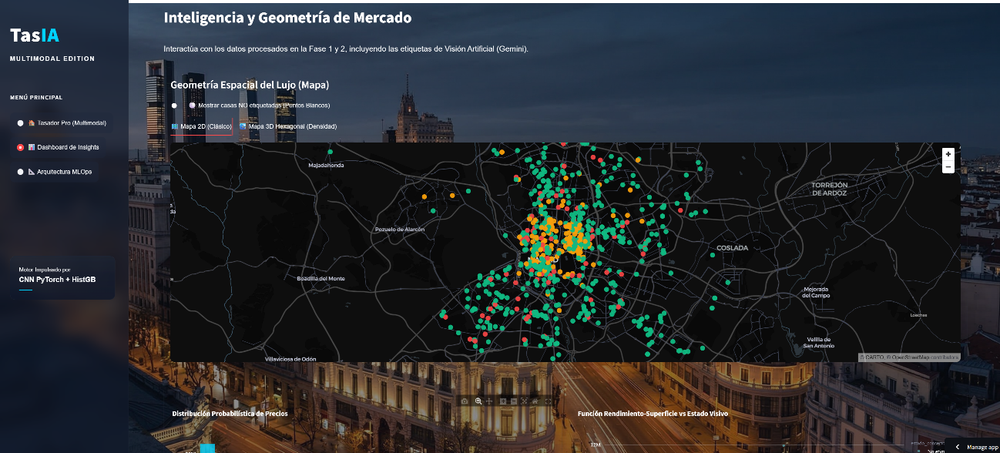 TasIA
MULTIMODAL EDITION
MENÚ PRINCIPAL
Tasador Pro (Multimodal)
Dashboard de Insights
Arquitectura MLOps
Motor Impulsado por
CNN PyTorch + HistGB
Inteligencia y Geometría de Mercado
Interactúa con los datos procesados en la Fase 1 y 2, incluyendo las etiquetas de Visión Artificial (Gemini).
Geometría Espacial del Lujo (Mapa)
Mostrar casas NO etiquetadas (Puntos Blancos)
Mapa 2D (Clásico)
Mapa 3D Hexagonal (Densidad)
Majadahonda
TORREJÓN
DE ARDOZ
Pozuelo de Alarcón
COSLADA
Boadilla del Monte
Mejorada
del Campo
Loeches
Velilla de
San Antonio
Villaviciosa de Odón
© CARTO, © OpenStreetMap contributors
+
−
Distribución Probabilística de Precios
Función Rendimiento-Superficie vs Estado Visivo
12M
Manage app